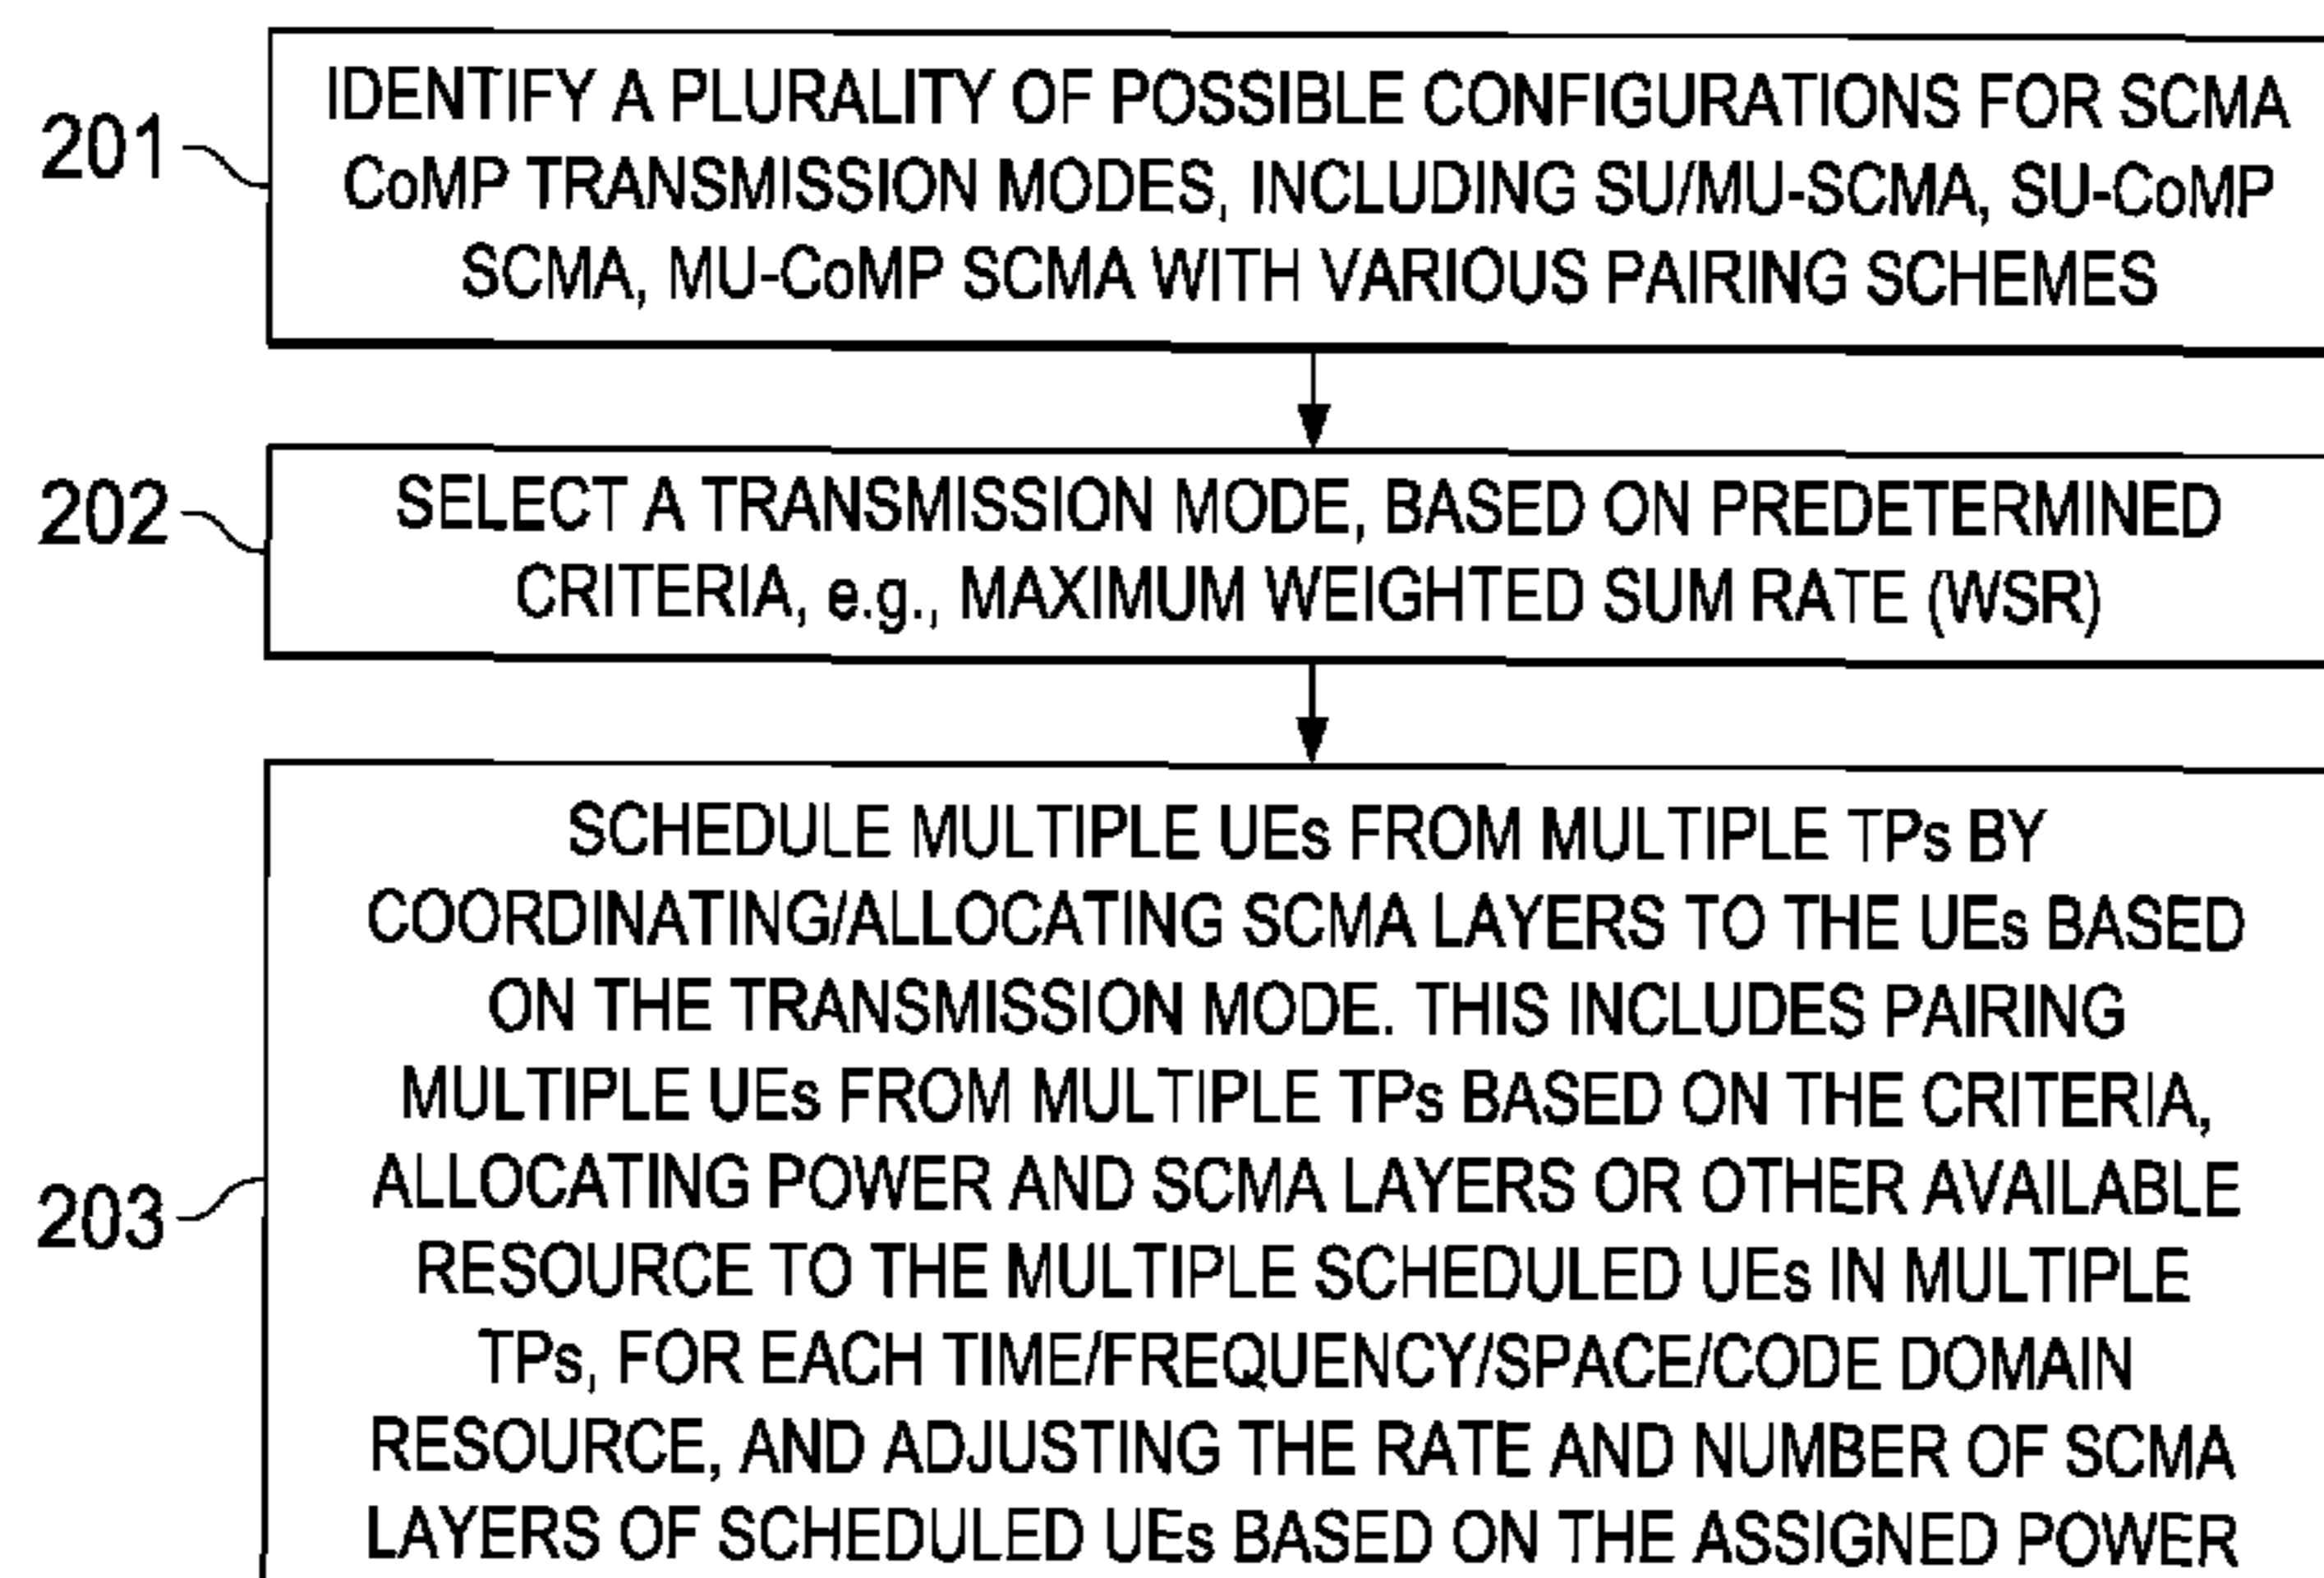 201
IDENTIFY A PLURALITY OF POSSIBLE CONFIGURATIONS FOR SCMA
CoMP TRANSMISSION MODES, INCLUDING SU/MU-SCMA, SU-CoMP
SCMA, MU-CoMP SCMA WITH VARIOUS PAIRING SCHEMES
202
SELECT A TRANSMISSION MODE, BASED ON PREDETERMINED
CRITERIA, e.g., MAXIMUM WEIGHTED SUM RATE (WSR)
203
SCHEDULE MULTIPLE UEs FROM MULTIPLE TPs BY
COORDINATING/ALLOCATING SCMA LAYERS TO THE UEs BASED
ON THE TRANSMISSION MODE. THIS INCLUDES PAIRING
MULTIPLE UEs FROM MULTIPLE TPs BASED ON THE CRITERIA,
ALLOCATING POWER AND SCMA LAYERS OR OTHER AVAILABLE
RESOURCE TO THE MULTIPLE SCHEDULED UEs IN MULTIPLE
TPs, FOR EACH TIME/FREQUENCY/SPACE/CODE DOMAIN
RESOURCE, AND ADJUSTING THE RATE AND NUMBER OF SCMA
LAYERS OF SCHEDULED UEs BASED ON THE ASSIGNED POWER